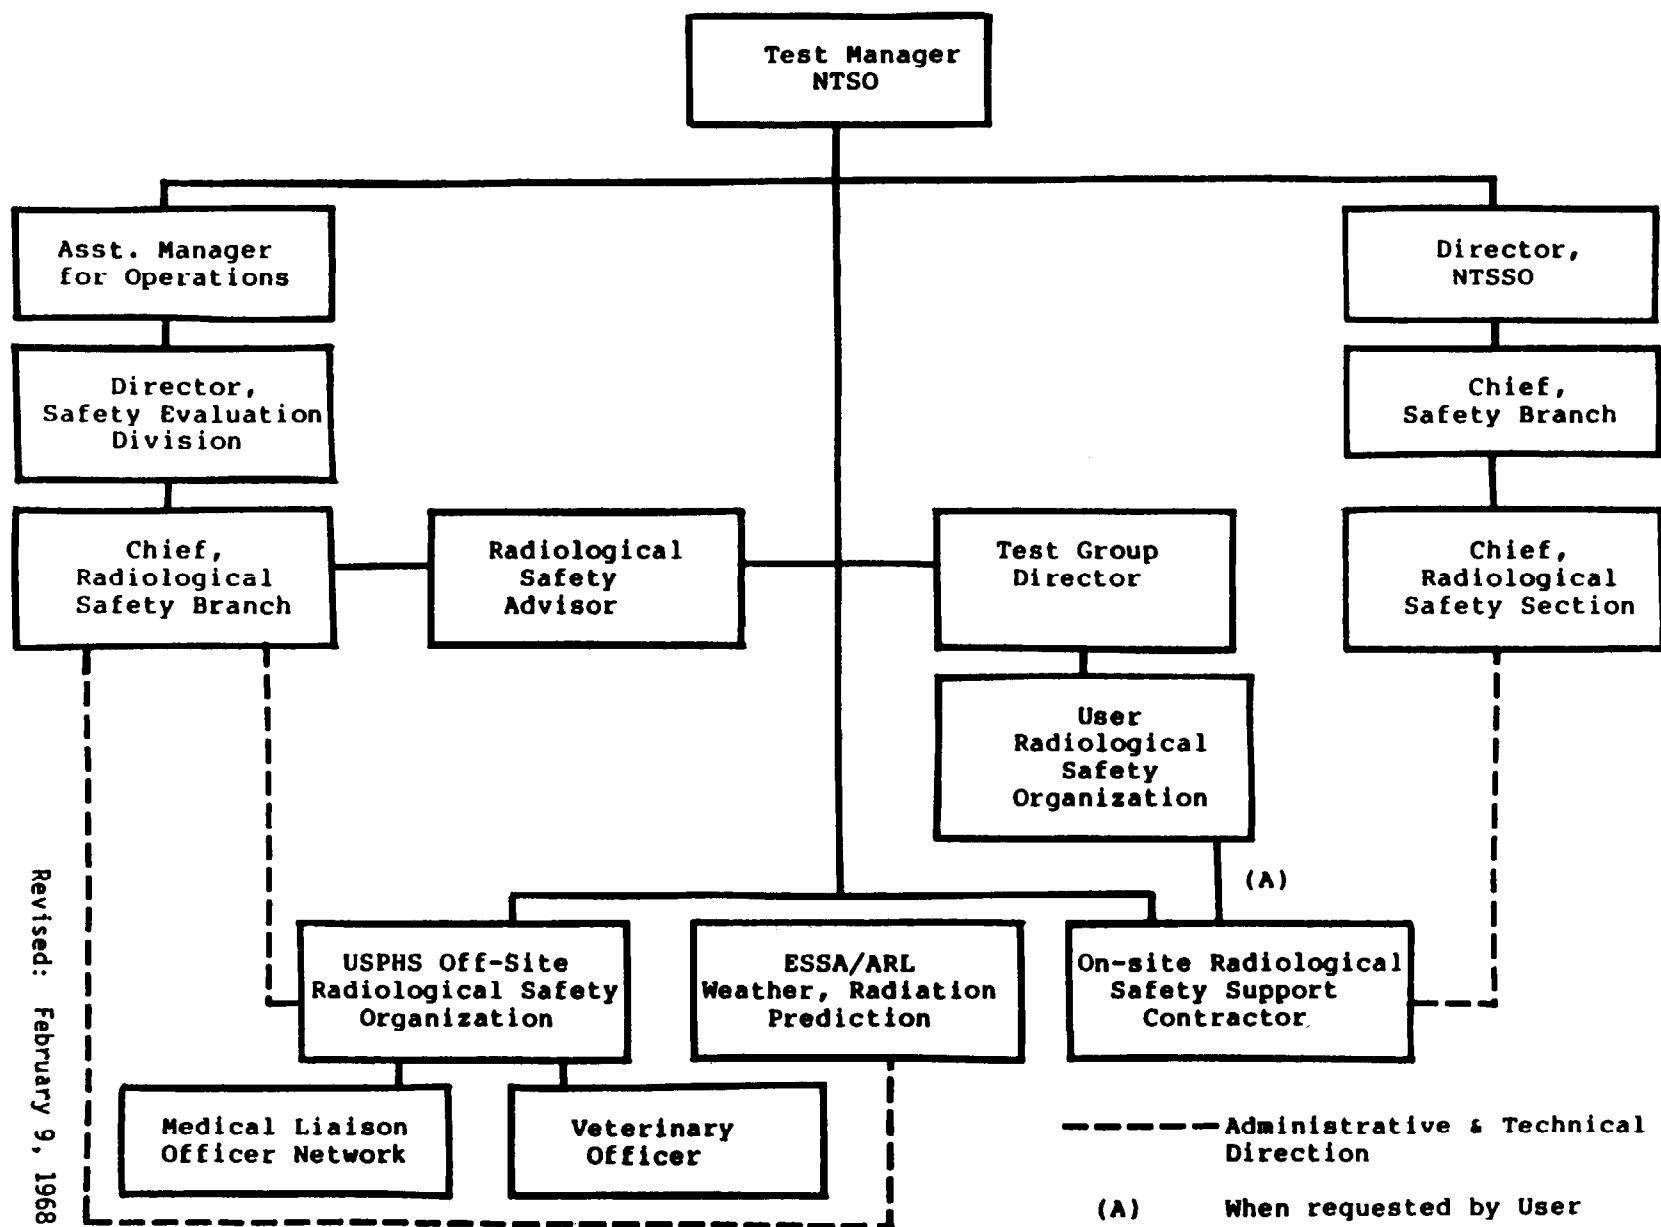 Test Manager
NTSO
Asst. Manager
for Operations
Director,
NTSSO
Director,
Safety Evaluation
Division
Chief,
Safety Branch
Chief,
Radiological
Safety Branch
Radiological
Safety
Advisor
Test Group
Director
Chief,
Radiological
Safety Section
User
Radiological
Safety
Organization
(A)
USPHS Off-Site
Radiological Safety
Organization
ESSA/ARL
Weather, Radiation
Prediction
On-site Radiological
Safety Support
Contractor
Medical Liaison
Officer Network
Veterinary
Officer
Administrative & Technical
Direction
(A) When requested by User
Revised: February 9, 1968